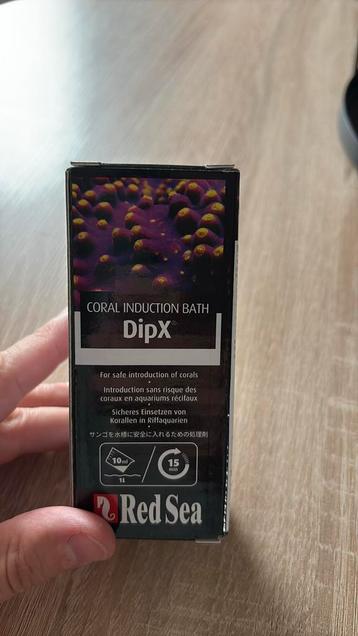 CORAL INDUCTION BATH
DipX®
For safe introduction of corals
•
Introduction sans risque des
coraux en aquariums récifaux
•
Sicheres Einsetzen von
Korallen in Riffaquarien
•
サンゴを水槽に安全に入れるための処理剤
10ml
1L
15
min
Red Sea